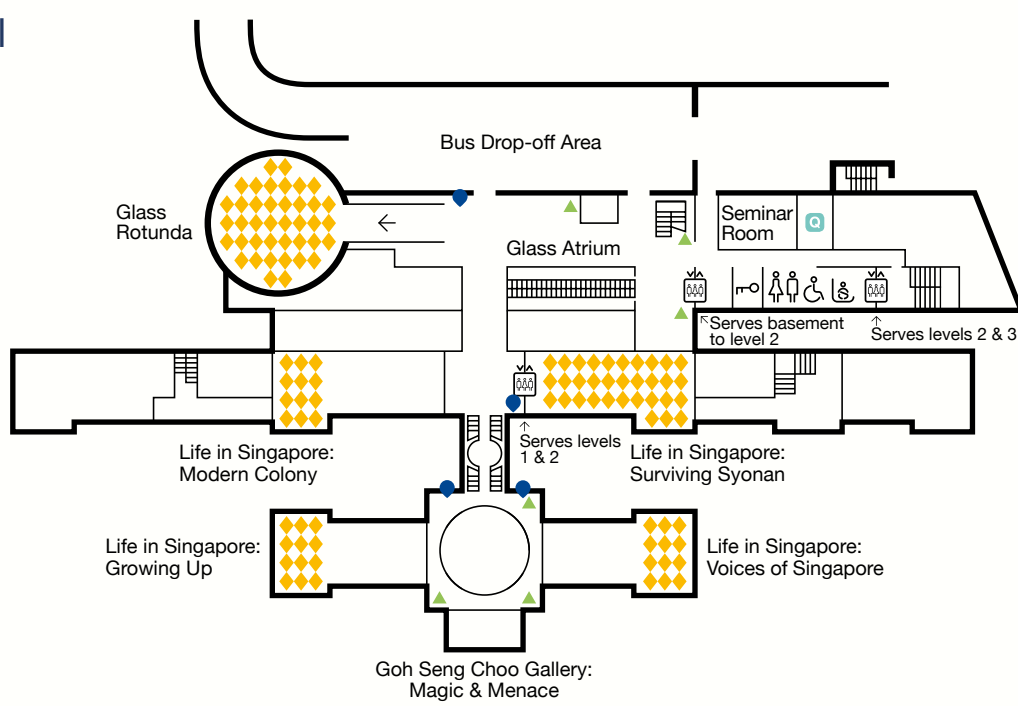 Bus Drop-off Area
Glass
Rotunda
Seminar
Room
Q
Glass Atrium
Serves basement
to level 2
Serves levels 2 & 3
Serves levels
1 & 2
Life in Singapore:
Modern Colony
Life in Singapore:
Surviving Syonan
Life in Singapore:
Growing Up
Life in Singapore:
Voices of Singapore
Goh Seng Choo Gallery:
Magic & Menace